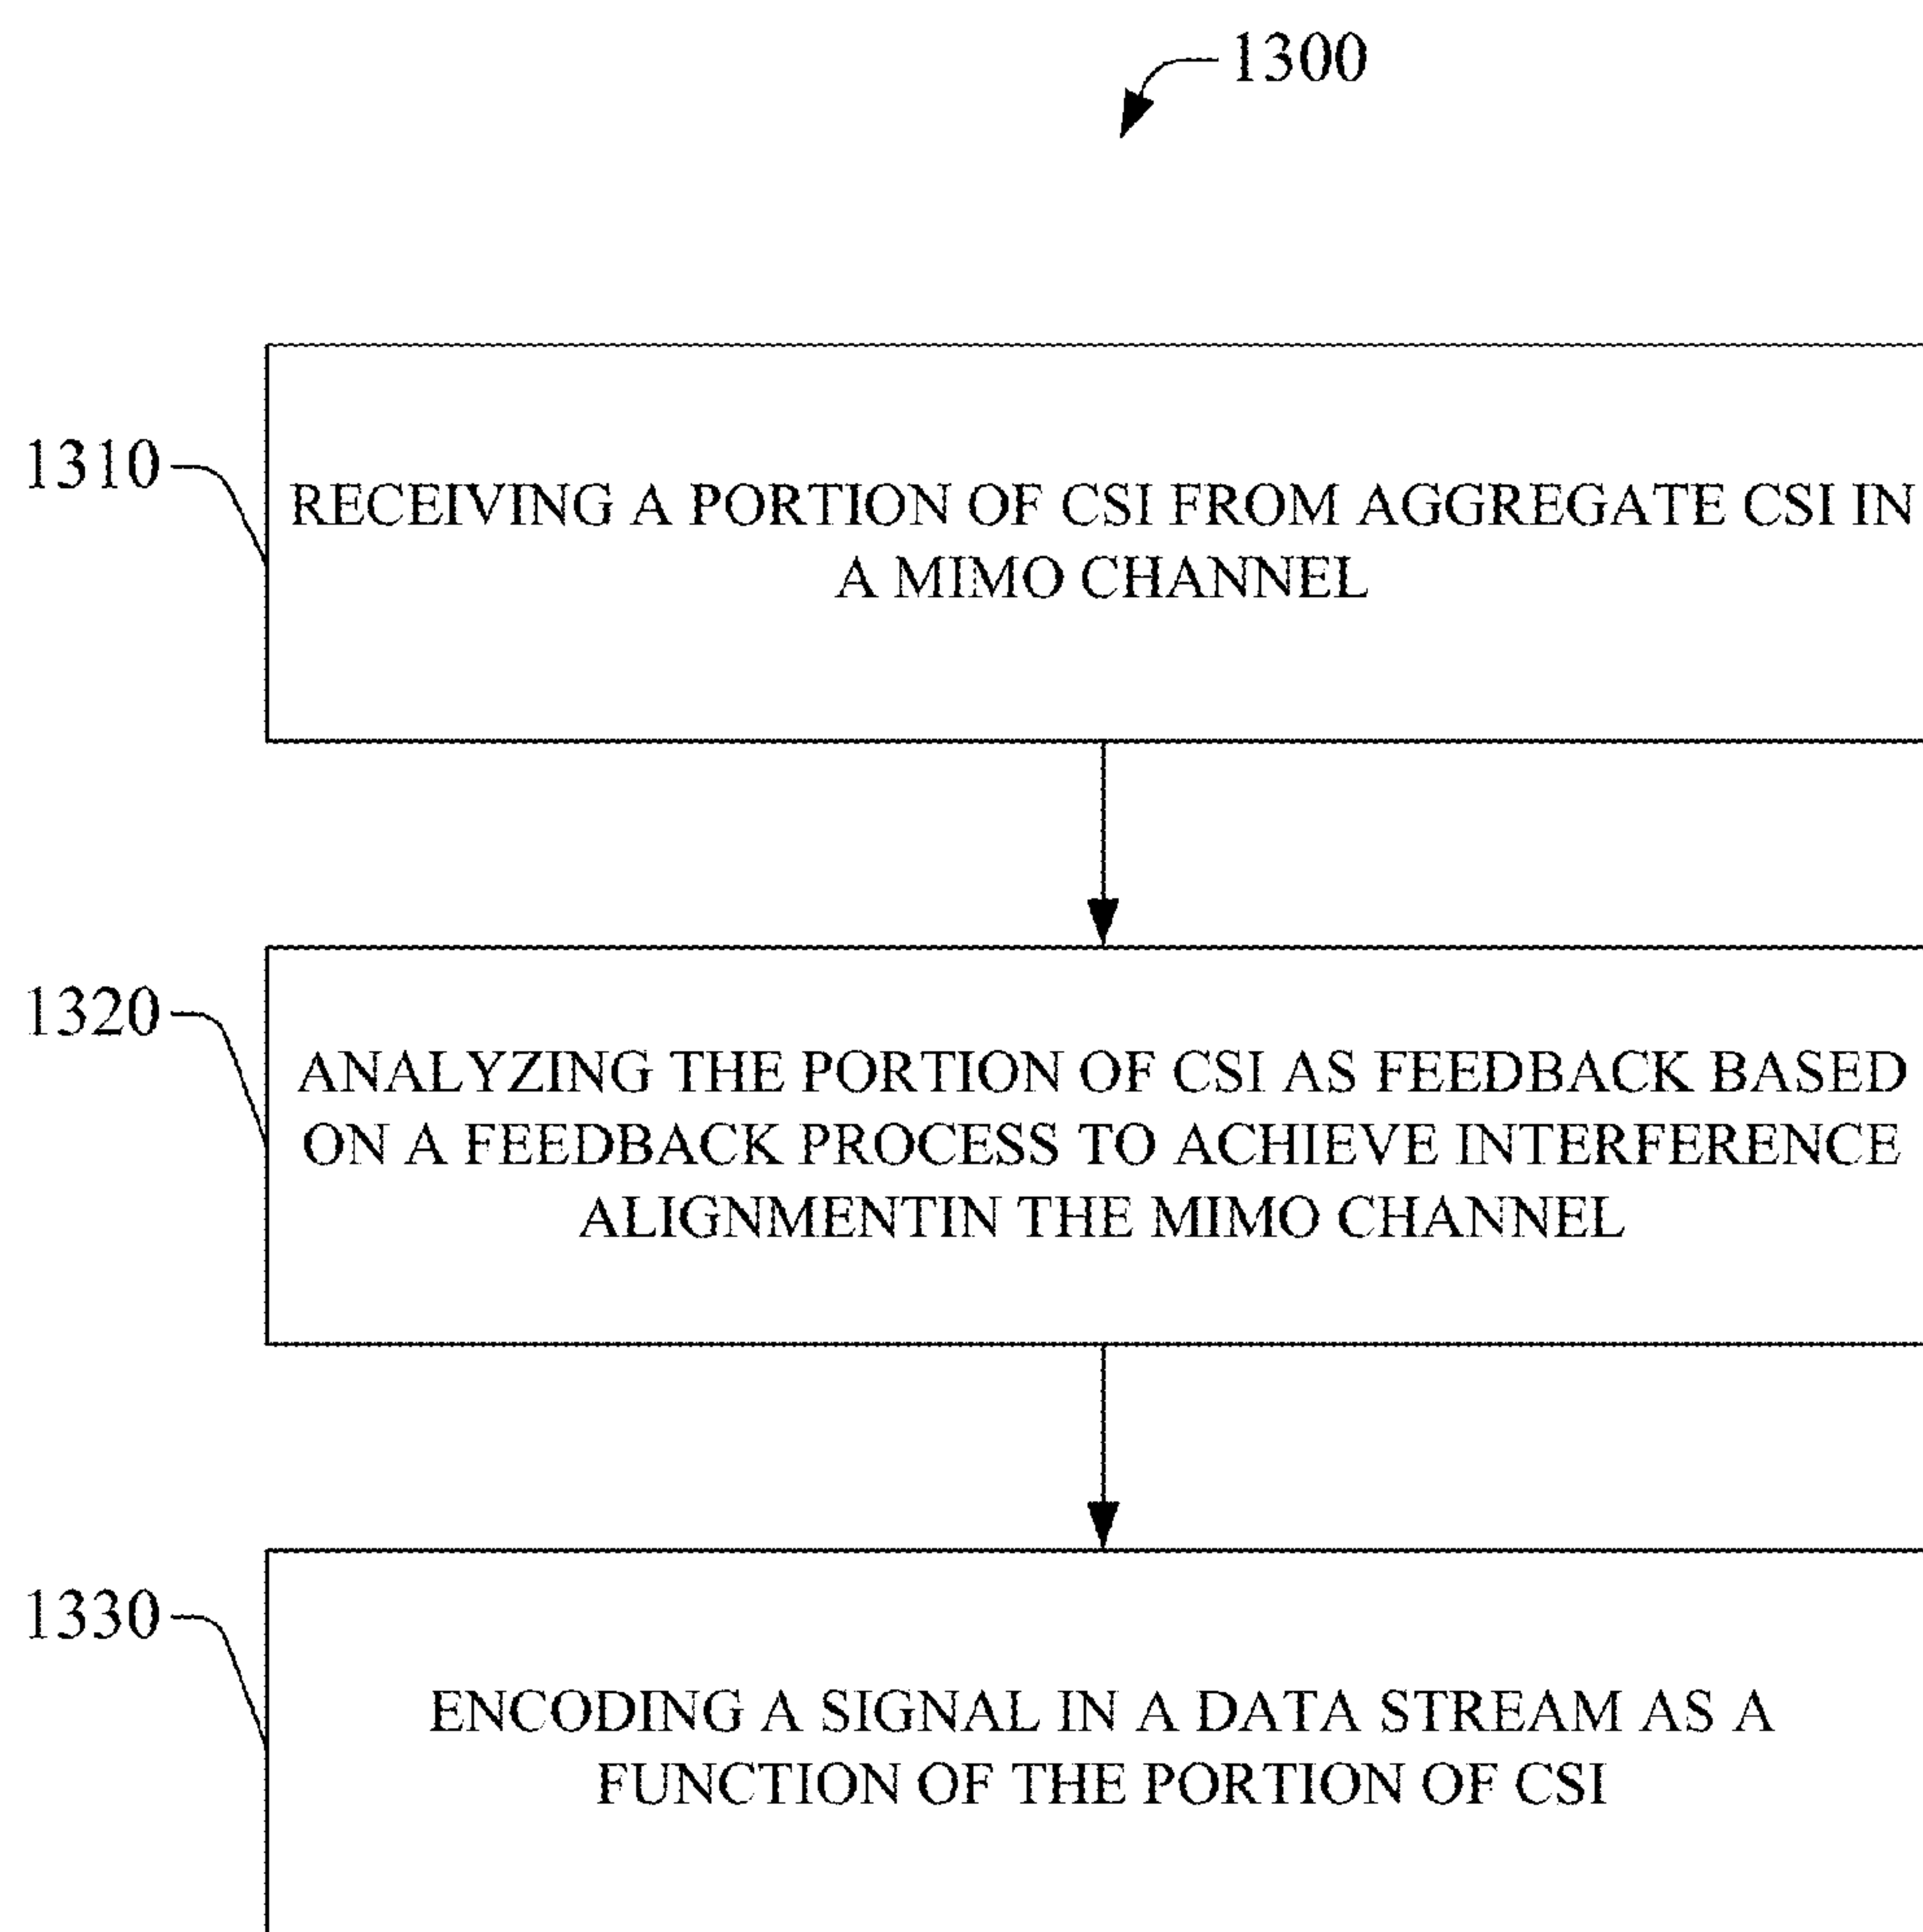 1300
1310
RECEIVING A PORTION OF CSI FROM AGGREGATE CSI IN
A MIMO CHANNEL
1320
ANALYZING THE PORTION OF CSI AS FEEDBACK BASED
ON A FEEDBACK PROCESS TO ACHIEVE INTERFERENCE
ALIGNMENTIN THE MIMO CHANNEL
1330
ENCODING A SIGNAL IN A DATA STREAM AS A
FUNCTION OF THE PORTION OF CSI